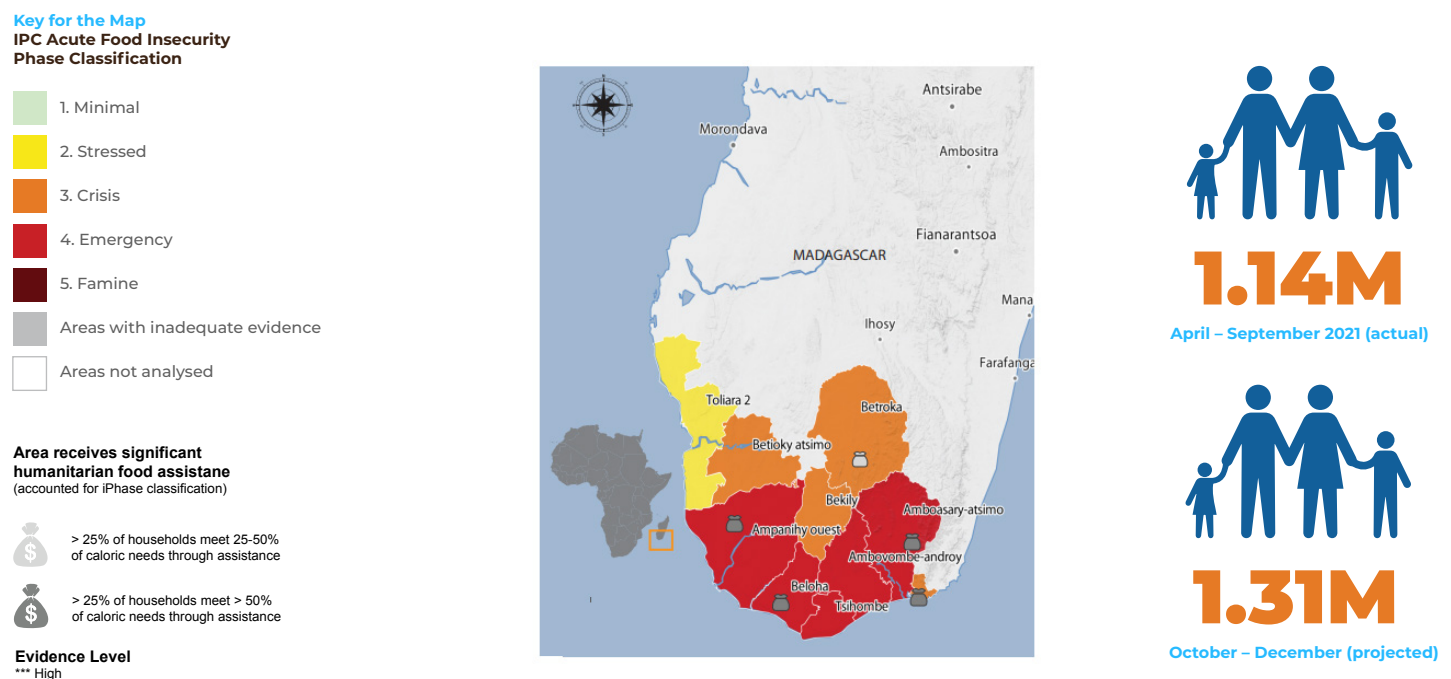 Key for the Map
IPC Acute Food Insecurity
Phase Classification
1. Minimal
2. Stressed
3. Crisis
4. Emergency
5. Famine
Areas with inadequate evidence
Areas not analysed
Area receives significant
humanitarian food assistane
(accounted for iPhase classification)
$
> 25% of households meet 25-50%
of caloric needs through assistance
$
> 25% of households meet > 50%
of caloric needs through assistance
Evidence Level
*** High
Antsirabe
Morondava
Ambositra
Fianarantsoa
MADAGASCAR
Mana
Ihosy
Farafanga
Toliara 2
Betroka
Betioky atsimo
Bekily
Amboasary-atsimo
Ampanihy ouest
Ambovombe-androy
Beloha
Tsihombe
1.14M
April – September 2021 (actual)
1.31M
October – December (projected)